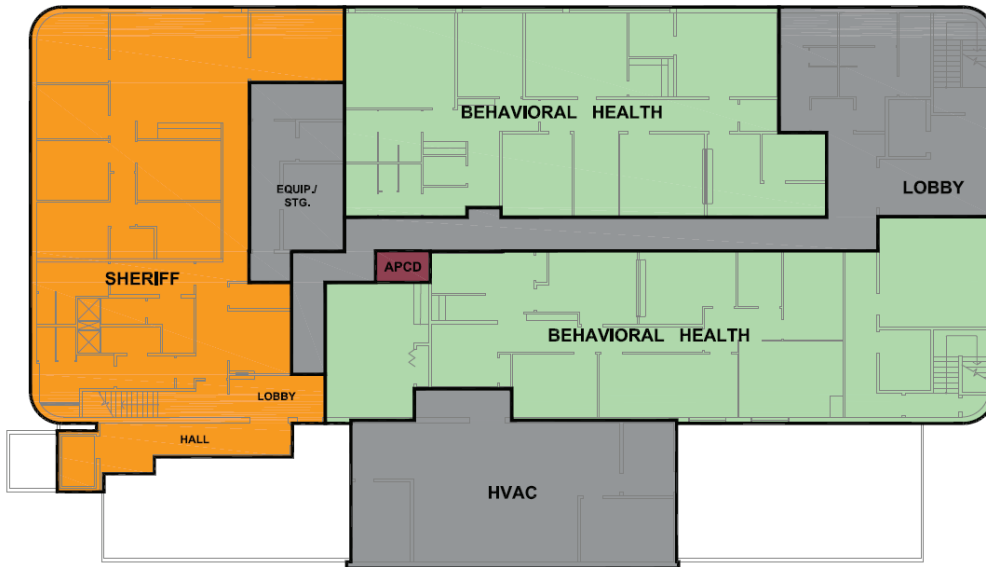 BEHAVIORAL HEALTH
EQUIP./
STG.
LOBBY
APCD
SHERIFF
BEHAVIORAL HEALTH
LOBBY
HALL
HVAC